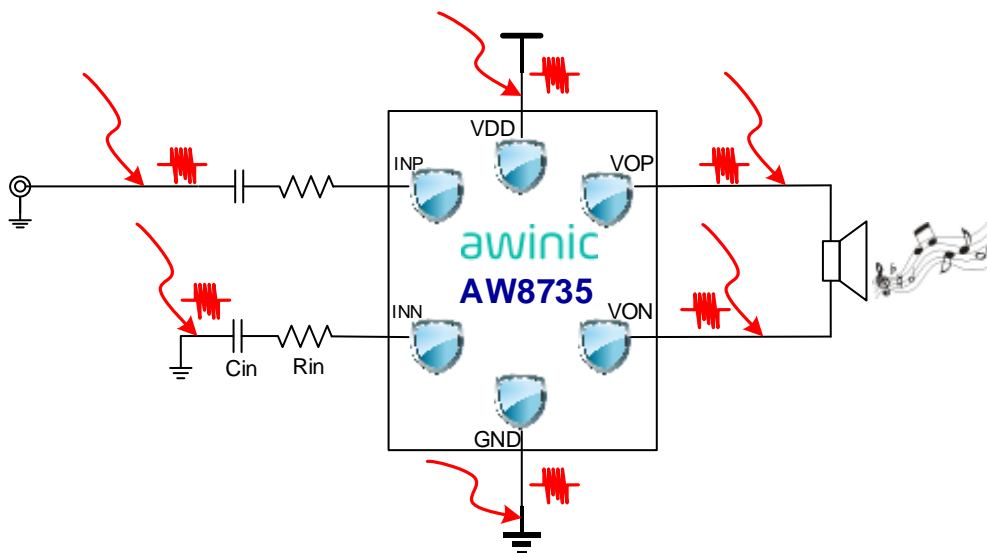 VDD
INP
VOP
awinic
AW8735
INN
VON
Cin
Rin
GND